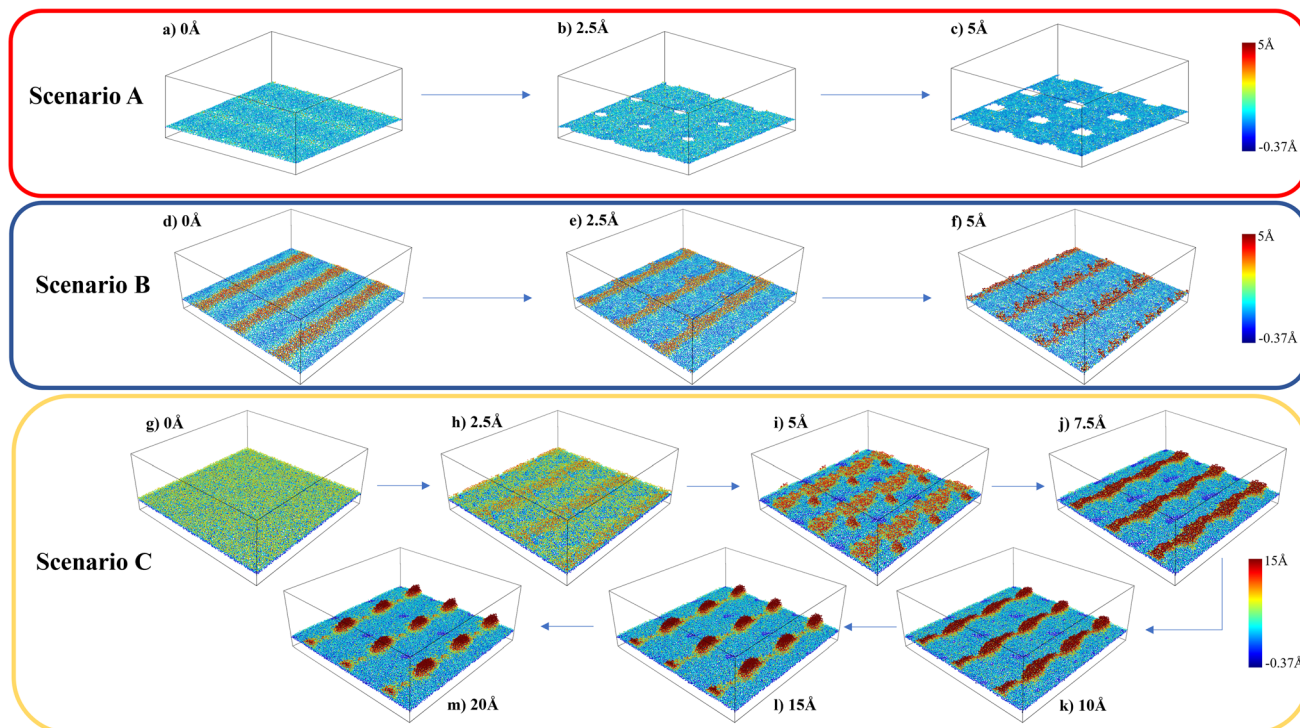 a) 0Å
b) 2.5Å
c) 5Å
5Å
Scenario A
-0.37Å
d) 0Å
e) 2.5Å
f) 5Å
5Å
Scenario B
-0.37Å
g) 0Å
h) 2.5Å
i) 5Å
j) 7.5Å
Scenario C
15Å
-0.37Å
m) 20Å
l) 15Å
k) 10Å